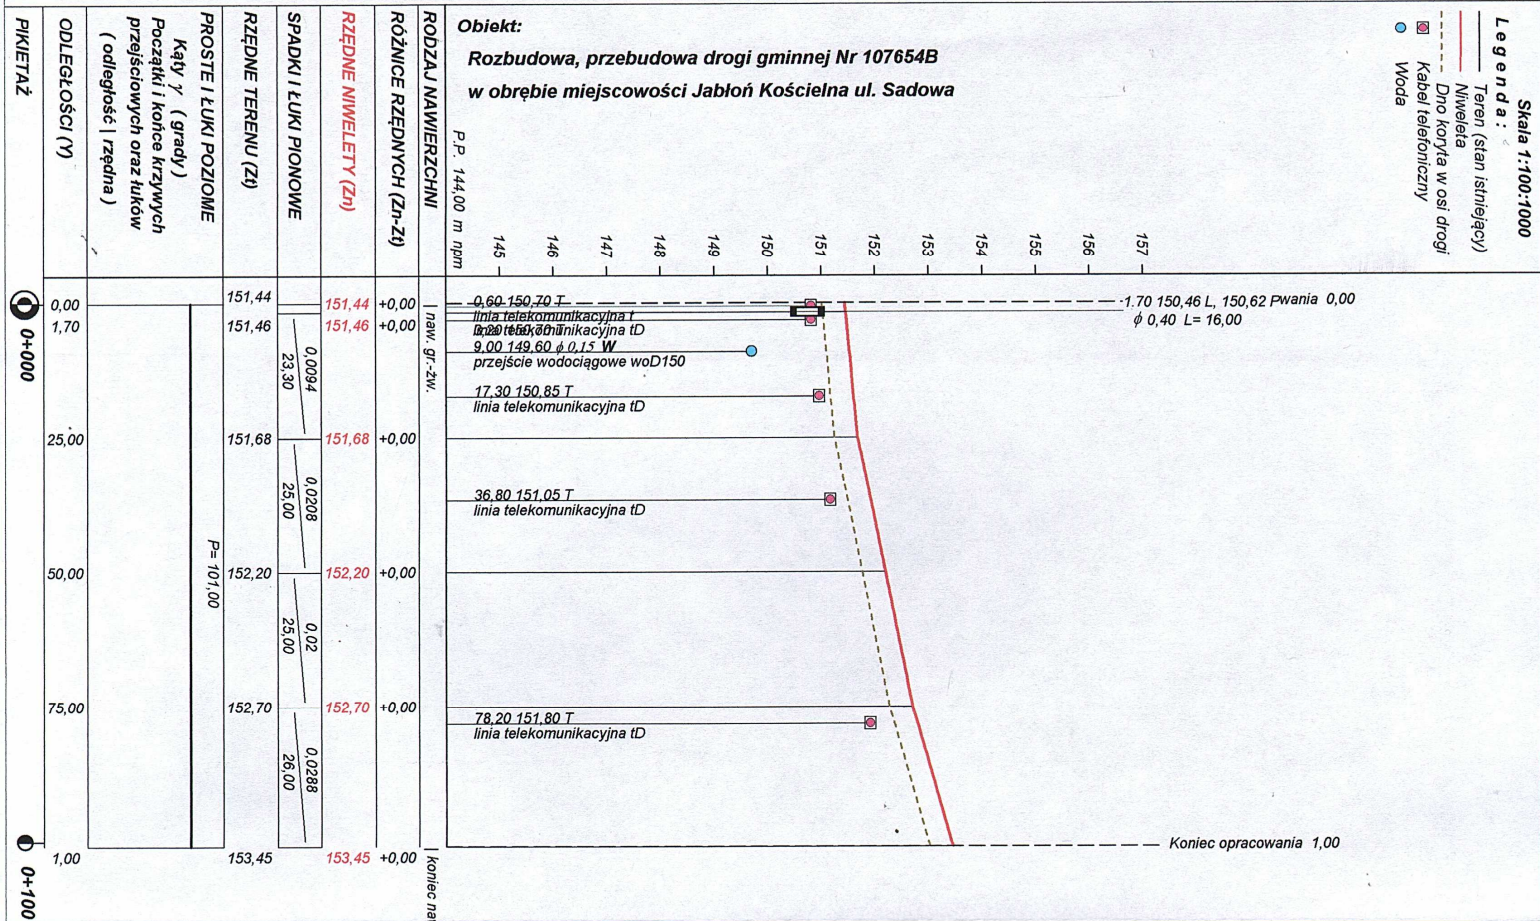 Skala 1:100:1000
Legenda:
Teren (stan istniejący)
Niweleta
Dno koryta w osi drogi
Kabel telefoniczny
Woda
Obiekt:
Rozbudowa, przebudowa drogi gminnej Nr 107654B
w obrębie miejscowości Jabłoń Kościelna ul. Sadowa
P.P. 144,00 m npm
145
146
147
148
149
150
151
152
153
154
155
156
157
RODZAJ NAWIERZCHNI
naw. gr.-żw.
koniec
RÓŻNICE RZĘDNYCH (Zn-Zt)
+0,00
+0,00
+0,00
+0,00
+0,00
+0,00
RZĘDNE NIWELETY (Zn)
151,44
151,46
151,68
152,20
152,70
153,45
SPADKI I ŁUKI PIONOWE
0,0094
23,30
0,0208
25,00
0,02
25,00
0,0288
26,00
RZĘDNE TERENU (Zt)
151,44
151,46
151,68
152,20
152,70
153,45
PROSTE I ŁUKI POZIOME
Kąty γ (grady)
Początki i końce krzywych
przejściowych oraz łuków
(odległość | rzędna)
P= 101,00
ODLEGŁOŚCI (Y)
0,00
1,70
25,00
50,00
75,00
1,00
PIKIETAŻ
0+000
0+100
0,60 150,70 T
linia telekomunikacyjna t
linia telekomunikacyjna tD
9,00 149,60 ϕ 0,15 W
przejście wodociągowe woD150
17,30 150,85 T
linia telekomunikacyjna tD
36,80 151,05 T
linia telekomunikacyjna tD
78,20 151,80 T
linia telekomunikacyjna tD
1,70 150,46 L, 150,62 P
wania 0,00
ϕ 0,40 L= 16,00
Koniec opracowania 1,00